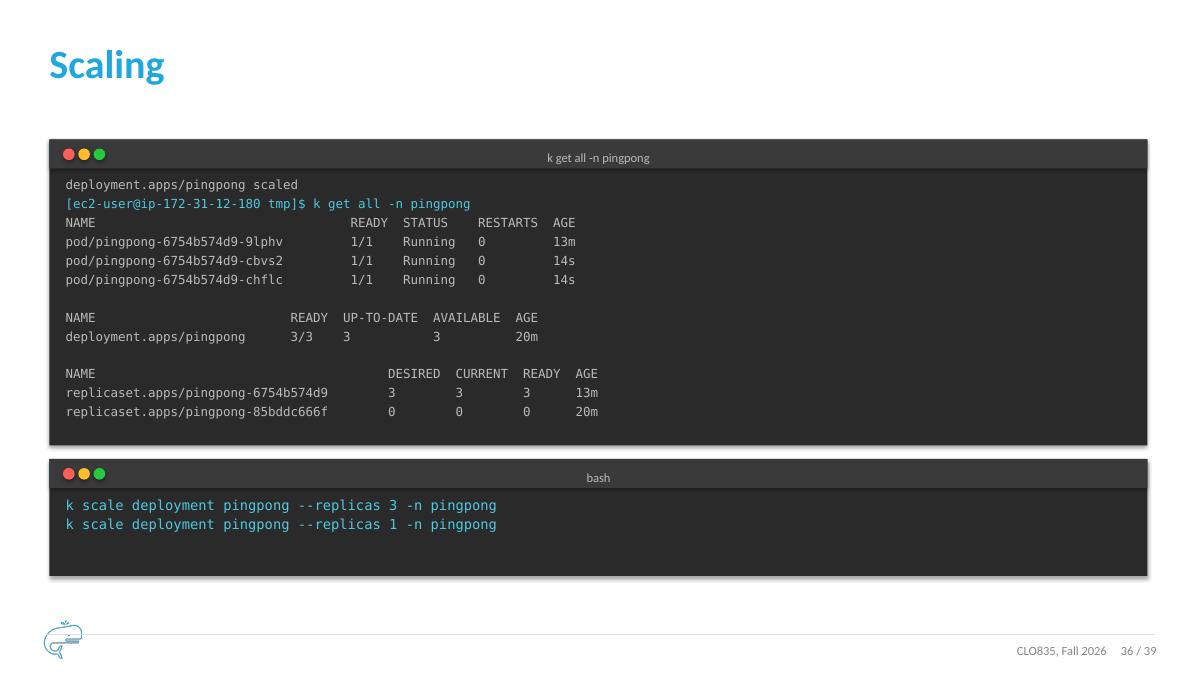 Scaling
k get all -n pingpong
deployment.apps/pingpong scaled
[ec2-user@ip-172-31-12-180 tmp]$ k get all -n pingpong
NAME                                  READY  STATUS    RESTARTS  AGE
pod/pingpong-6754b574d9-9lphv         1/1    Running   0         13m
pod/pingpong-6754b574d9-cbvs2         1/1    Running   0         14s
pod/pingpong-6754b574d9-chflc         1/1    Running   0         14s
NAME                          READY  UP-TO-DATE  AVAILABLE  AGE
deployment.apps/pingpong      3/3    3           3          20m
NAME                                       DESIRED  CURRENT  READY  AGE
replicaset.apps/pingpong-6754b574d9        3        3        3      13m
replicaset.apps/pingpong-85bddc666f        0        0        0      20m
bash
k scale deployment pingpong --replicas 3 -n pingpong
k scale deployment pingpong --replicas 1 -n pingpong
CLO835, Fall 2026    36 / 39